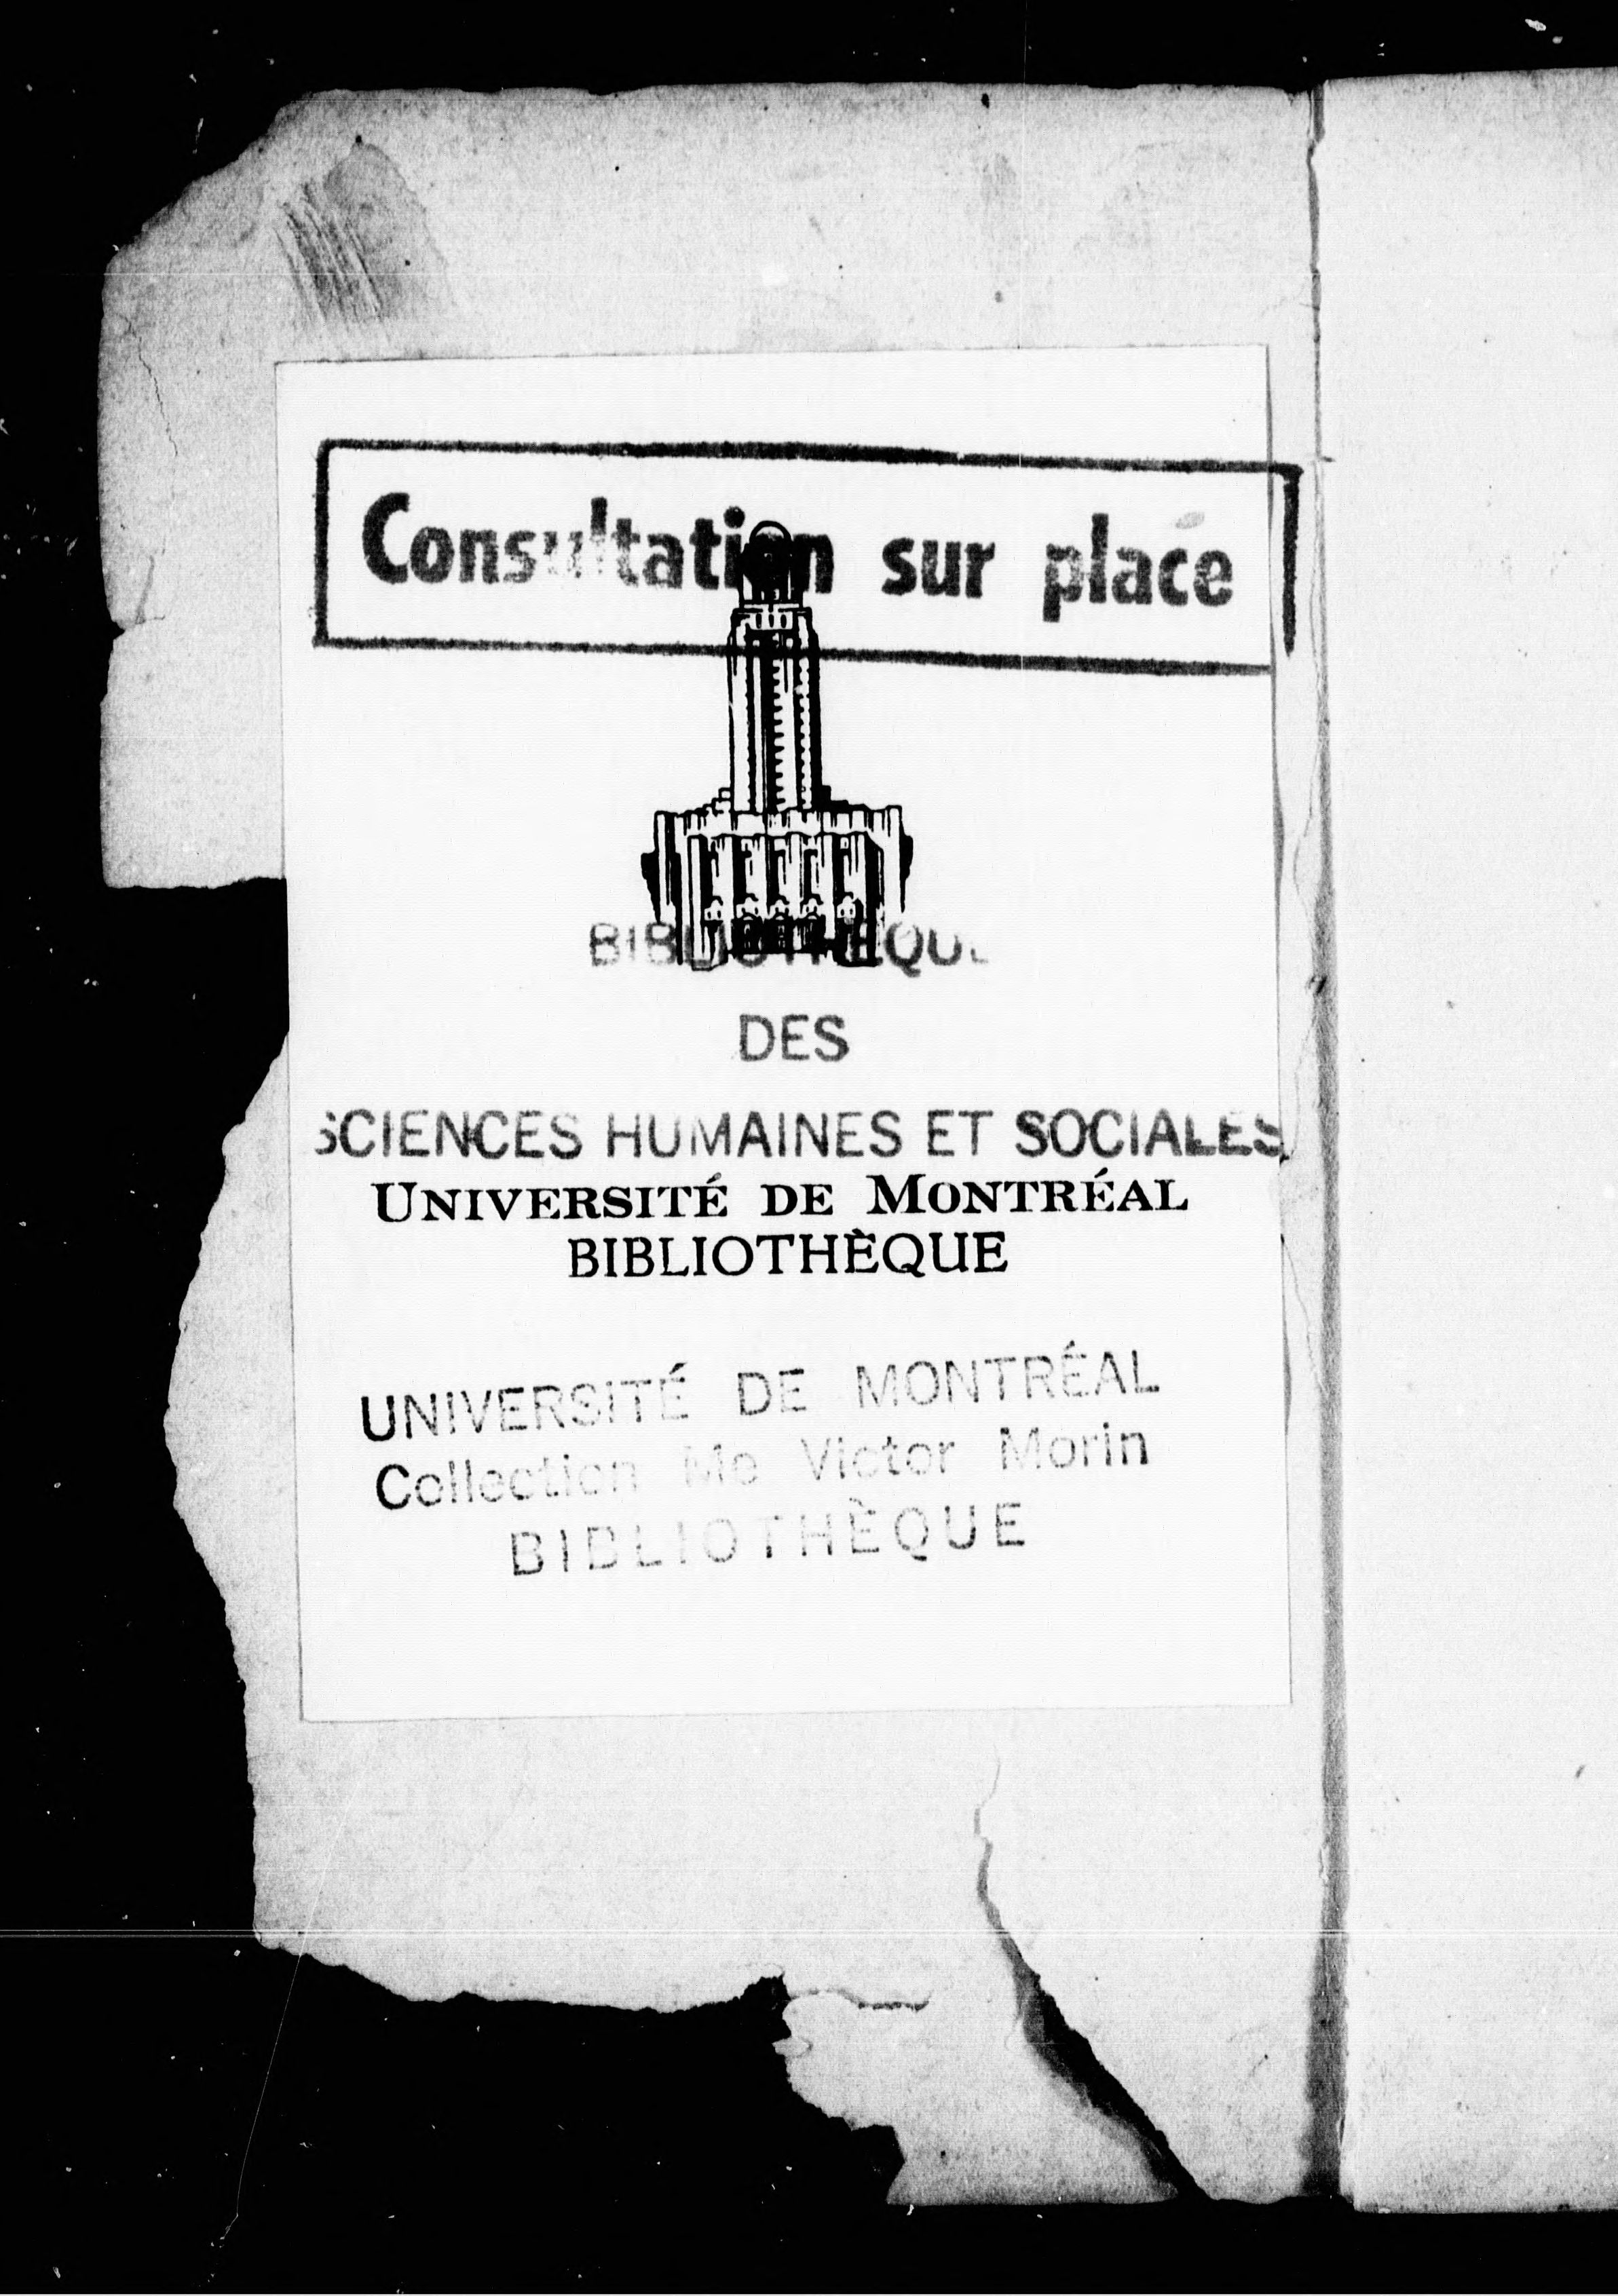 Consultation sur place
BIBLIOTHÈQUE
DES
SCIENCES HUMAINES ET SOCIALES
UNIVERSITÉ DE MONTRÉAL
BIBLIOTHÈQUE
UNIVERSITÉ DE MONTRÉAL
Collection Me Victor Morin
BIBLIOTHÈQUE